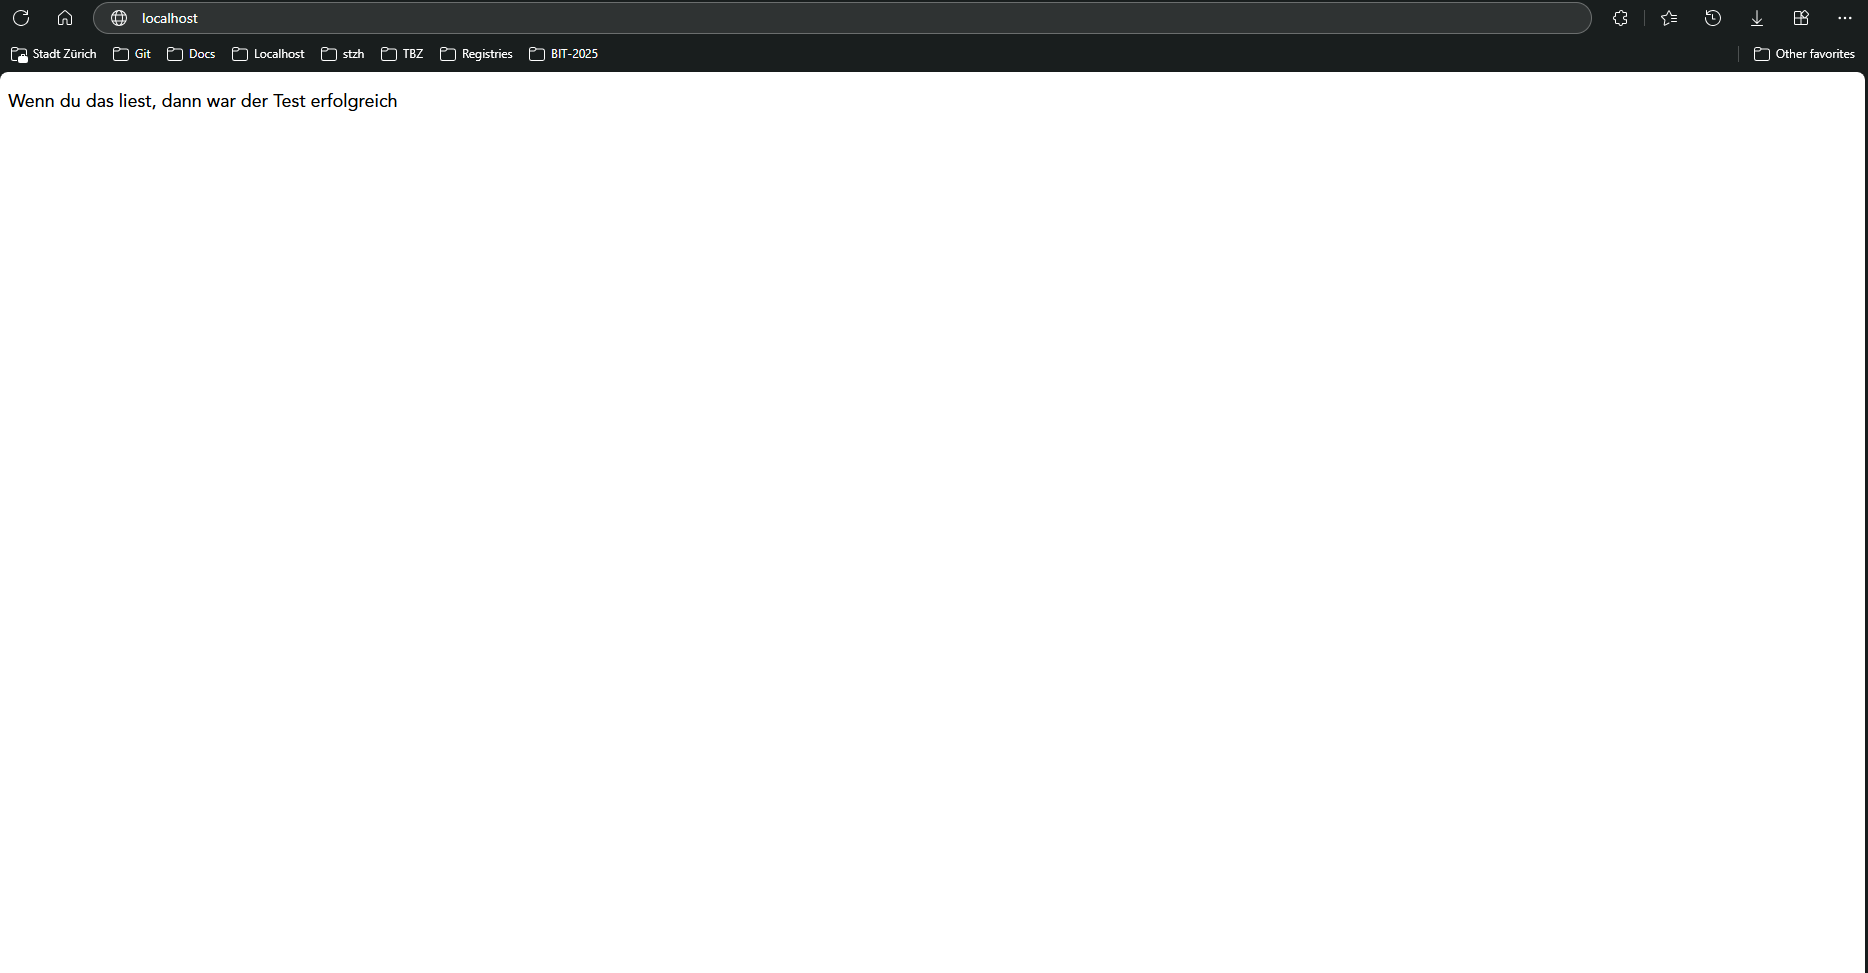 localhost
Stadt Zürich Git Docs Localhost stzh TBZ Registries BIT-2025 Other favorites
Wenn du das liest, dann war der Test erfolgreich